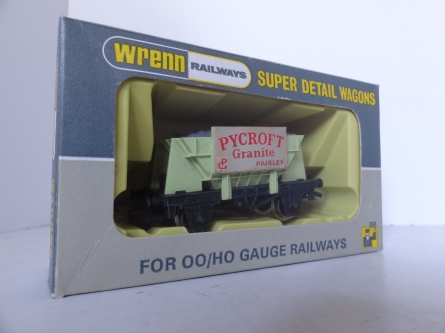 Wrenn RAILWAYS
SUPER DETAIL WAGONS
PYCROFT
Granite
PAISLEY
FOR OO/HO GAUGE RAILWAYS